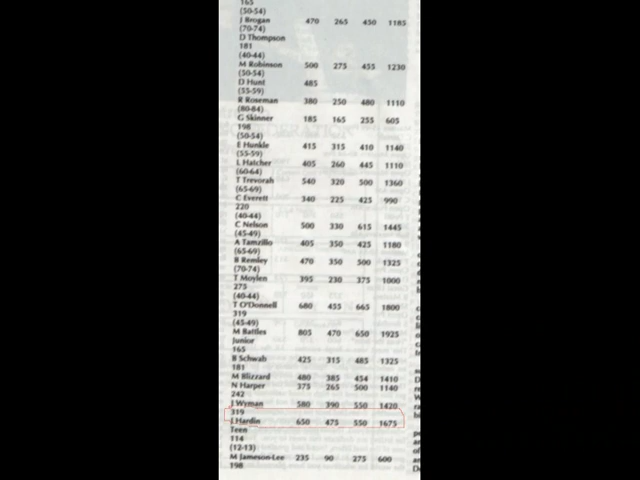 165
(50-54)
J Brogan 470 265 450 1185
(70-74)
D Thompson
181
(40-44)
M Robinson 500 275 455 1230
(50-54)
D Hunt 485
(55-59)
R Roseman 380 250 480 1110
(80-84)
G Skinner 185 165 255 605
198
(50-54)
E Hunkle 415 315 410 1140
(55-59)
L Hatcher 405 260 445 1110
(60-64)
T Trevorah 540 320 500 1360
(65-69)
C Everett 340 225 425 990
220
(40-44)
C Nelson 500 330 615 1445
(45-49)
A Tamzillo 405 350 425 1180
(65-69)
B Remley 470 350 500 1325
(70-74)
T Moylen 395 230 375 1000
275
(40-44)
T O'Donnell 680 455 665 1800
319
(45-49)
M Battles 805 470 650 1925
Junior
165
B Schwab 425 315 485 1325
181
M Blizzard 480 385 454 1410
N Harper 375 265 500 1140
242
J Wyman 580 390 550 1420
319
J Hardin 650 475 550 1675
Teen
114
(12-13)
M Jameson-Lee 235 90 275 600
198